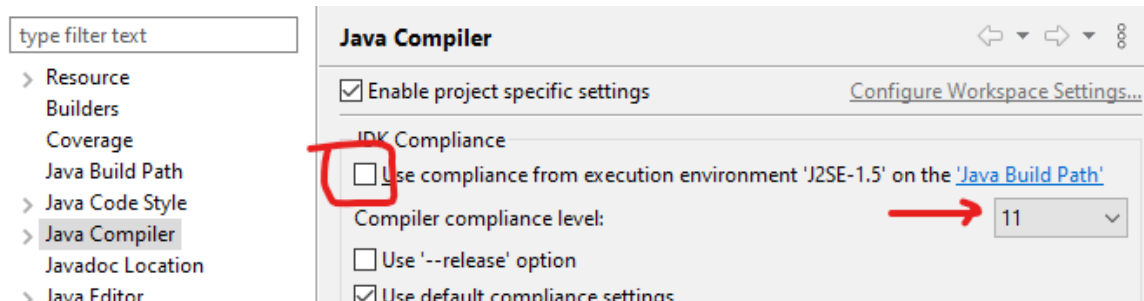 type filter text
Resource
Builders
Coverage
Java Build Path
Java Code Style
Java Compiler
Javadoc Location
Java Editor
Java Compiler
Enable project specific settings
Configure Workspace Settings...
JDK Compliance
Use compliance from execution environment 'J2SE-1.5' on the 'Java Build Path'
Compiler compliance level:
11
Use '--release' option
Use default compliance settings